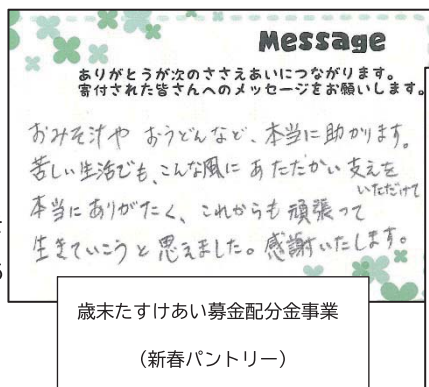 Message
ありがとうが次のささえあいにつながります。
寄付された皆さんへのメッセージをお願いします。
おみそ汁や おうどんなど、本当に助かります。
苦しい生活でも、こんな風に あたたかい 支えを
いただけて
本当にありがたく、これからも 頑張って
生きていこうと思えました。感謝いたします。
歳末たすけあい募金配分金事業
（新春パントリー）